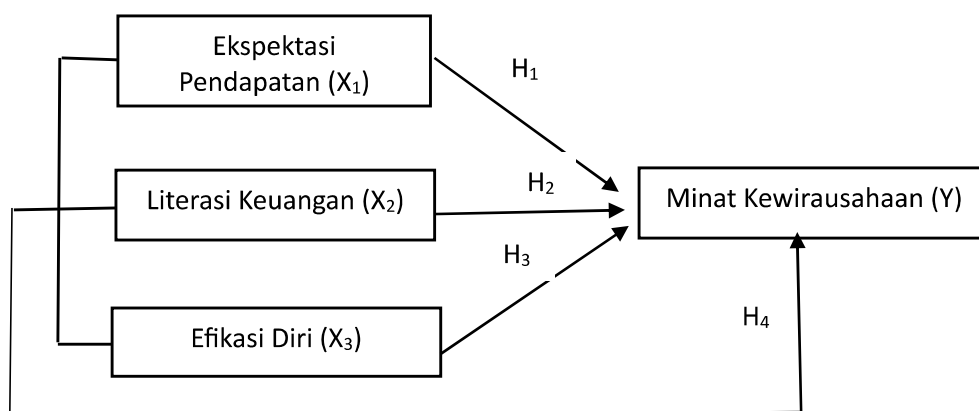 Ekspektasi
Pendapatan (X₁)
H₁
Literasi Keuangan (X₂)
H₂
Minat Kewirausahaan (Y)
H₃
Efikasi Diri (X₃)
H₄